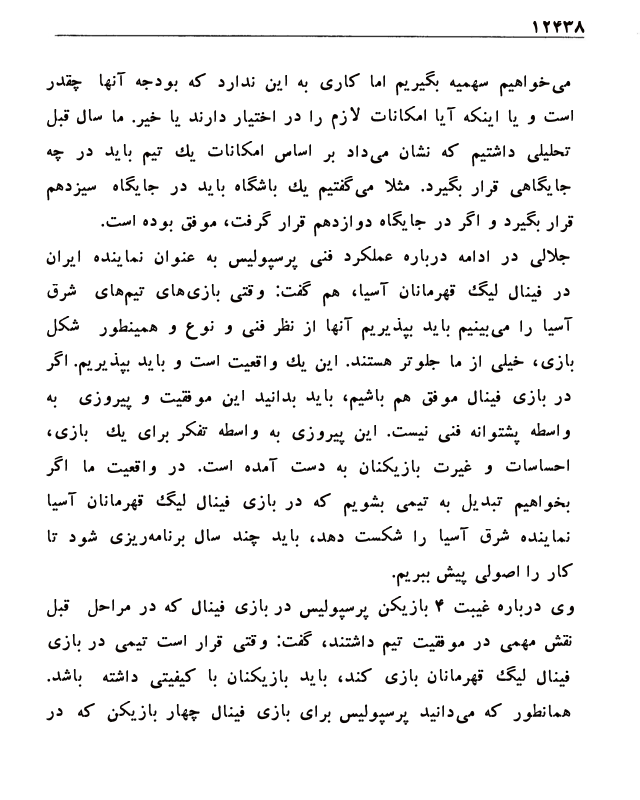 ۱۲۴۳۸
می‌خواهیم سهمیه بگیریم اما کاری به این ندارد که بودجه آنها چقدر
است و یا اینکه آیا امکانات لازم را در اختیار دارند یا خیر. ما سال قبل
تحلیلی داشتیم که نشان می‌داد بر اساس امکانات یك تیم باید در چه
جایگاهی قرار بگیرد. مثلا می‌گفتیم یك باشگاه باید در جایگاه سیزدهم
قرار بگیرد و اگر در جایگاه دوازدهم قرار گرفت، موفق بوده است.
جلالی در ادامه درباره عملکرد فنی پرسپولیس به عنوان نماینده ایران
در فینال لیگ قهرمانان آسیا، هم گفت: وقتی بازی‌های تیم‌های شرق
آسیا را می‌بینیم باید بپذیریم آنها از نظر فنی و نوع و همینطور شکل
بازی، خیلی از ما جلوتر هستند. این یك واقعیت است و باید بپذیریم. اگر
در بازی فینال موفق هم باشیم، باید بدانید این موفقیت و پیروزی به
واسطه پشتوانه فنی نیست. این پیروزی به واسطه تفکر برای یك بازی،
احساسات و غیرت بازیکنان به دست آمده است. در واقعیت ما اگر
بخواهیم تبدیل به تیمی بشویم که در بازی فینال لیگ قهرمانان آسیا
نماینده شرق آسیا را شکست دهد، باید چند سال برنامه‌ریزی شود تا
کار را اصولی پیش ببریم.
وی درباره غیبت ۴ بازیکن پرسپولیس در بازی فینال که در مراحل قبل
نقش مهمی در موفقیت تیم داشتند، گفت: وقتی قرار است تیمی در بازی
فینال لیگ قهرمانان بازی کند، باید بازیکنان با کیفیتی داشته باشد.
همانطور که می‌دانید پرسپولیس برای بازی فینال چهار بازیکن که در